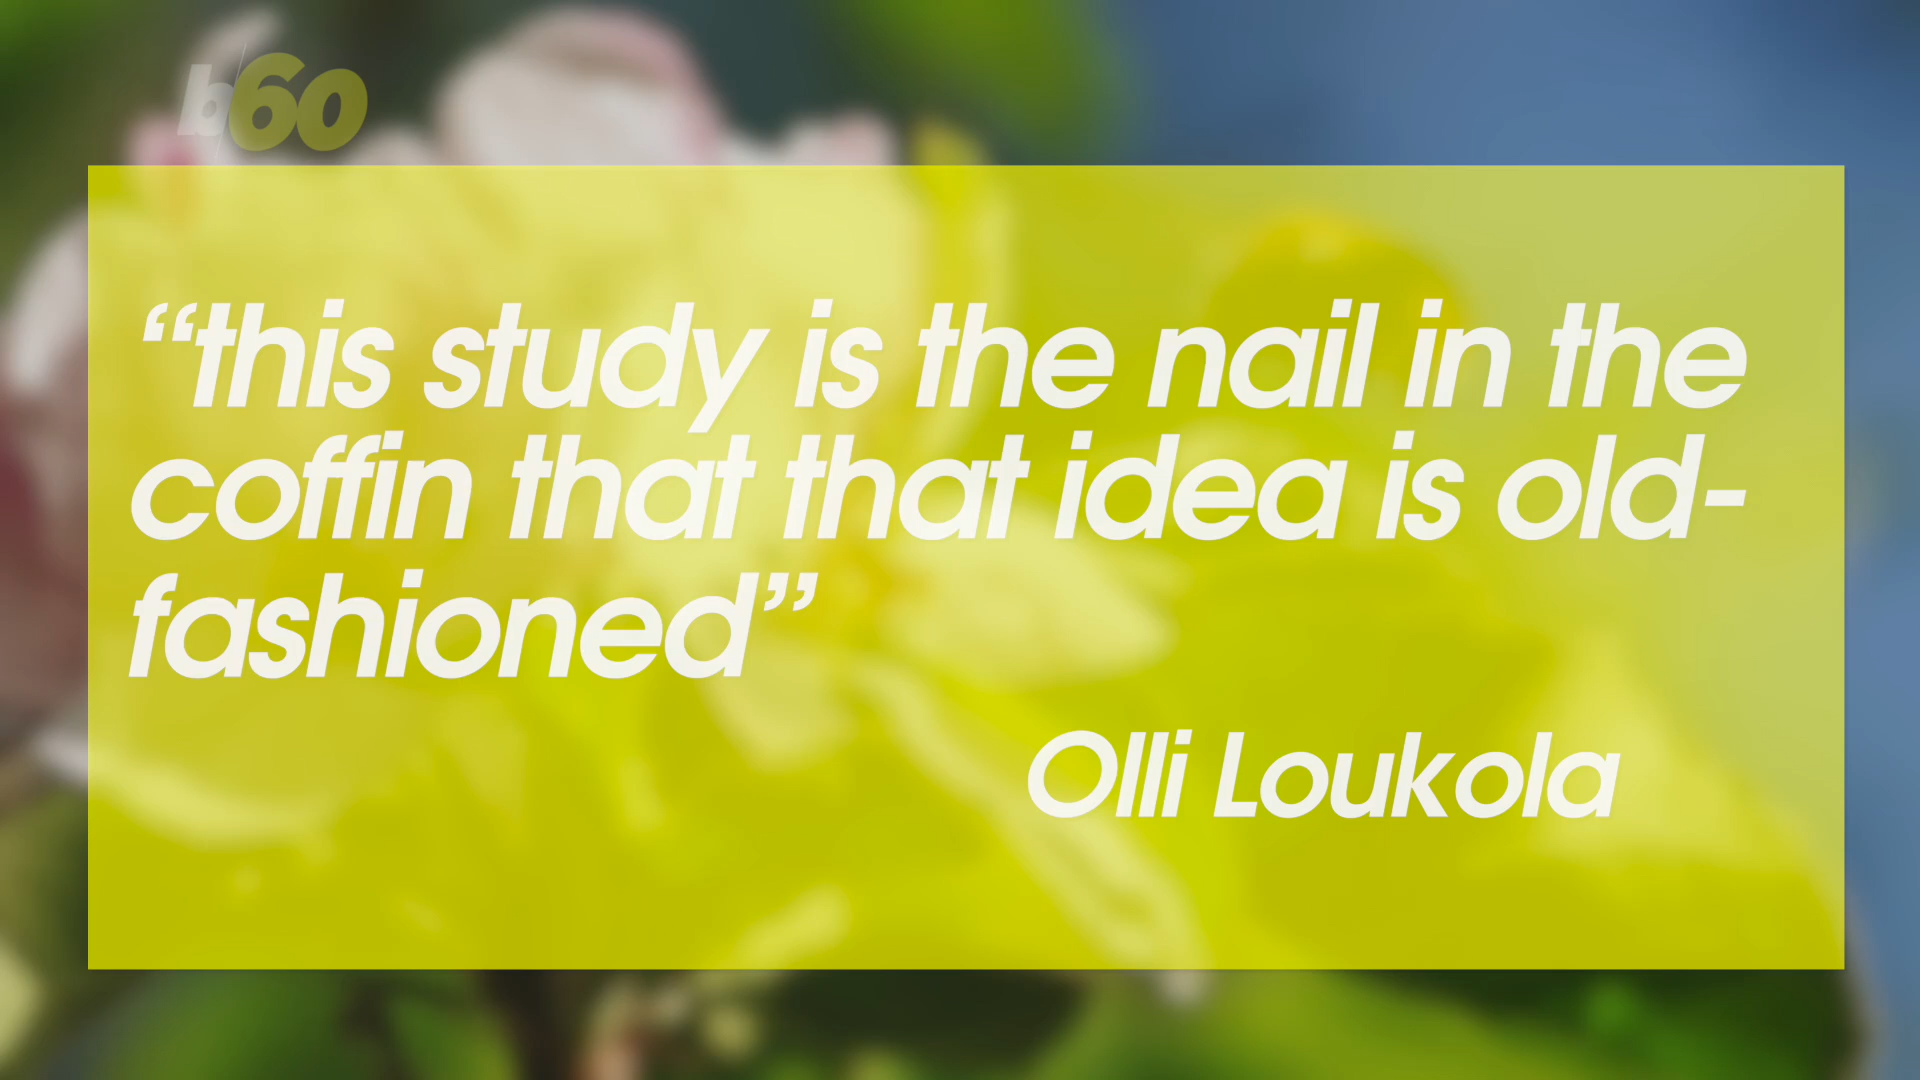 b60
“this study is the nail in the
coffin that that idea is old-
fashioned”
Olli Loukola